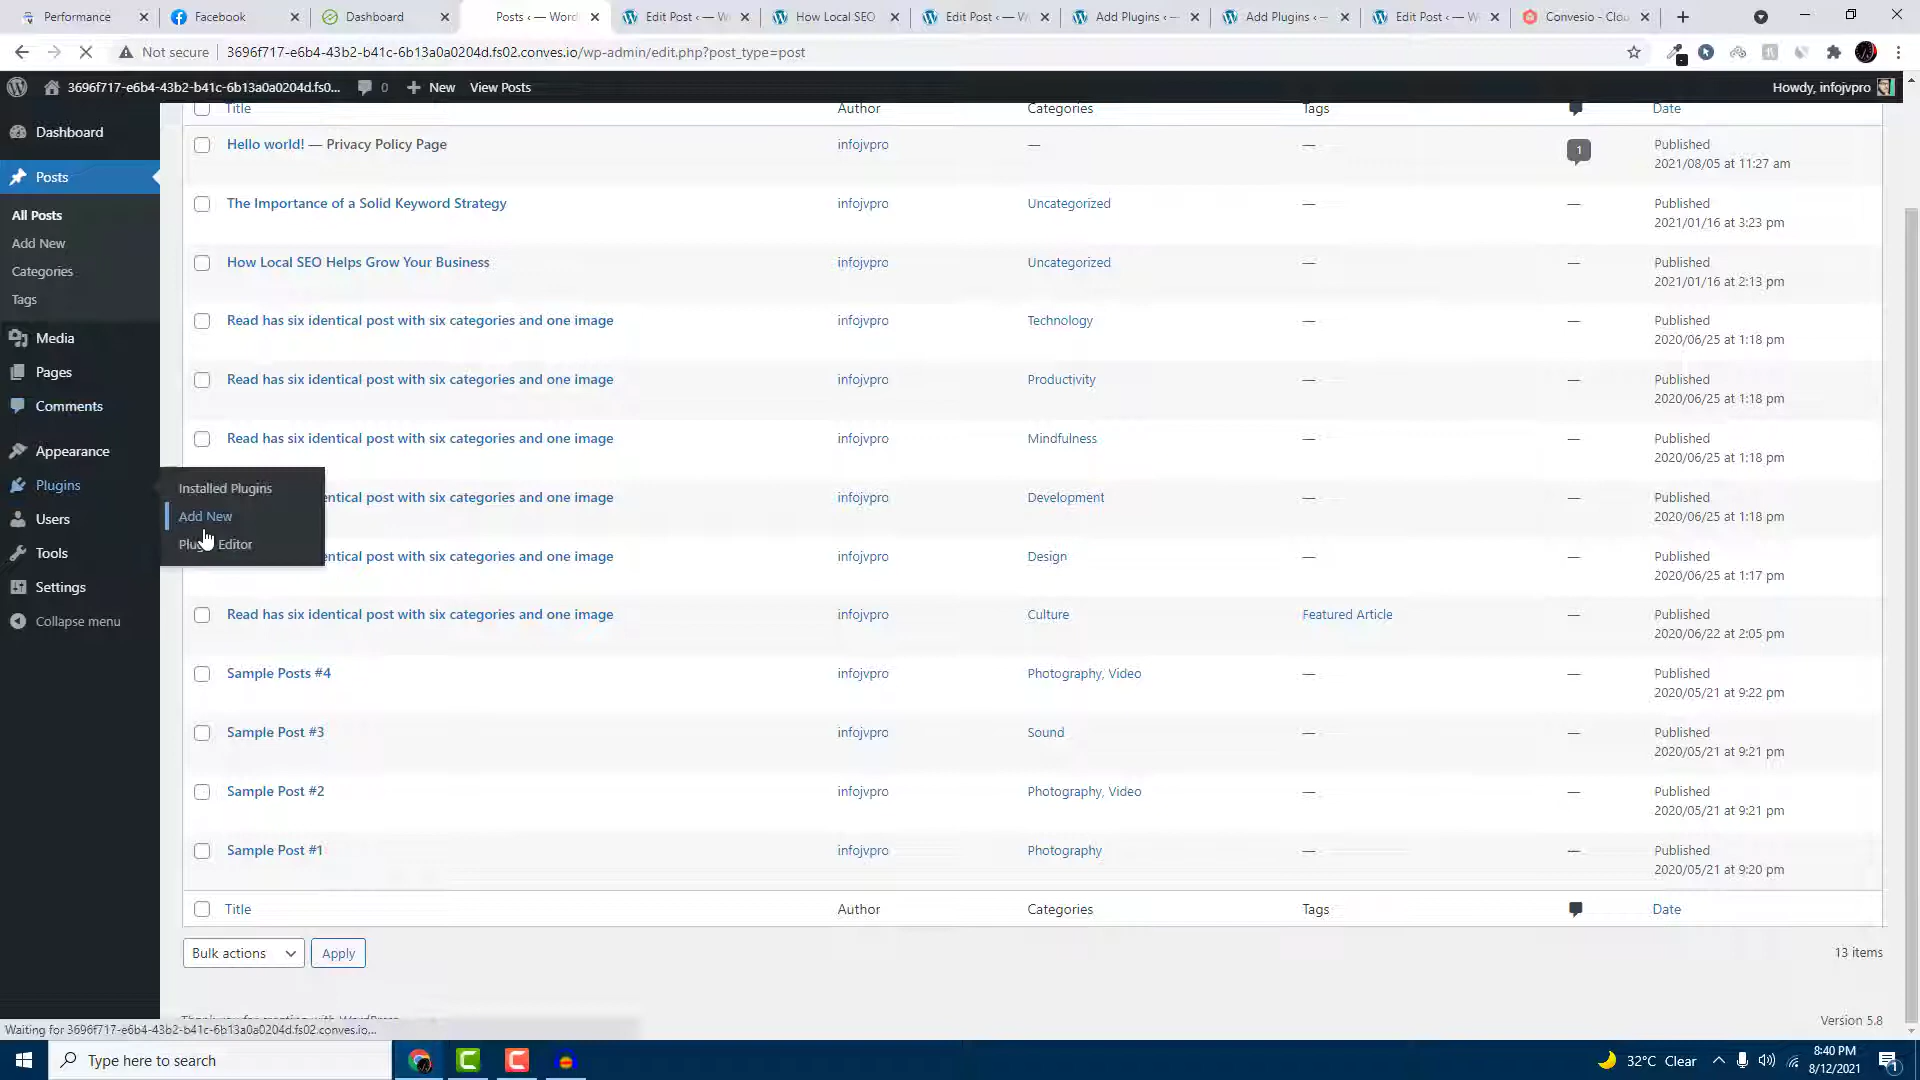 Performance
Facebook
Dashboard
Posts ‹ — Word
Edit Post ‹ — W
How Local SEO
Edit Post ‹ — W
Add Plugins ‹ —
Add Plugins ‹ —
Edit Post ‹ — W
Convesio - Clou
Not secure
3696f717-e6b4-43b2-b41c-6b13a0a0204d.fs02.conves.io/wp-admin/edit.php?post_type=post
3696f717-e6b4-43b2-b41c-6b13a0a0204d.fs0...
0
New
View Posts
Howdy, infojvpro
Dashboard
Posts
All Posts
Add New
Categories
Tags
Media
Pages
Comments
Appearance
Plugins
Users
Tools
Settings
Collapse menu
Installed Plugins
Add New
Editor
Title Author Categories Tags Date
Hello world! — Privacy Policy Page infojvpro — — 1 Published
2021/08/05 at 11:27 am
The Importance of a Solid Keyword Strategy infojvpro Uncategorized — — Published
2021/01/16 at 3:23 pm
How Local SEO Helps Grow Your Business infojvpro Uncategorized — — Published
2021/01/16 at 2:13 pm
Read has six identical post with six categories and one image infojvpro Technology — — Published
2020/06/25 at 1:18 pm
Read has six identical post with six categories and one image infojvpro Productivity — — Published
2020/06/25 at 1:18 pm
Read has six identical post with six categories and one image infojvpro Mindfulness — — Published
2020/06/25 at 1:18 pm
entical post with six categories and one image infojvpro Development — — Published
2020/06/25 at 1:18 pm
entical post with six categories and one image infojvpro Design — — Published
2020/06/25 at 1:17 pm
Read has six identical post with six categories and one image infojvpro Culture Featured Article — Published
2020/06/22 at 2:05 pm
Sample Posts #4 infojvpro Photography, Video — — Published
2020/05/21 at 9:22 pm
Sample Post #3 infojvpro Sound — — Published
2020/05/21 at 9:21 pm
Sample Post #2 infojvpro Photography, Video — — Published
2020/05/21 at 9:21 pm
Sample Post #1 infojvpro Photography — — Published
2020/05/21 at 9:20 pm
Title Author Categories Tags Date
Bulk actions Apply 13 items
Version 5.8
Waiting for 3696f717-e6b4-43b2-b41c-6b13a0a0204d.fs02.conves.io...
Type here to search
32°C Clear
8:40 PM
8/12/2021
1